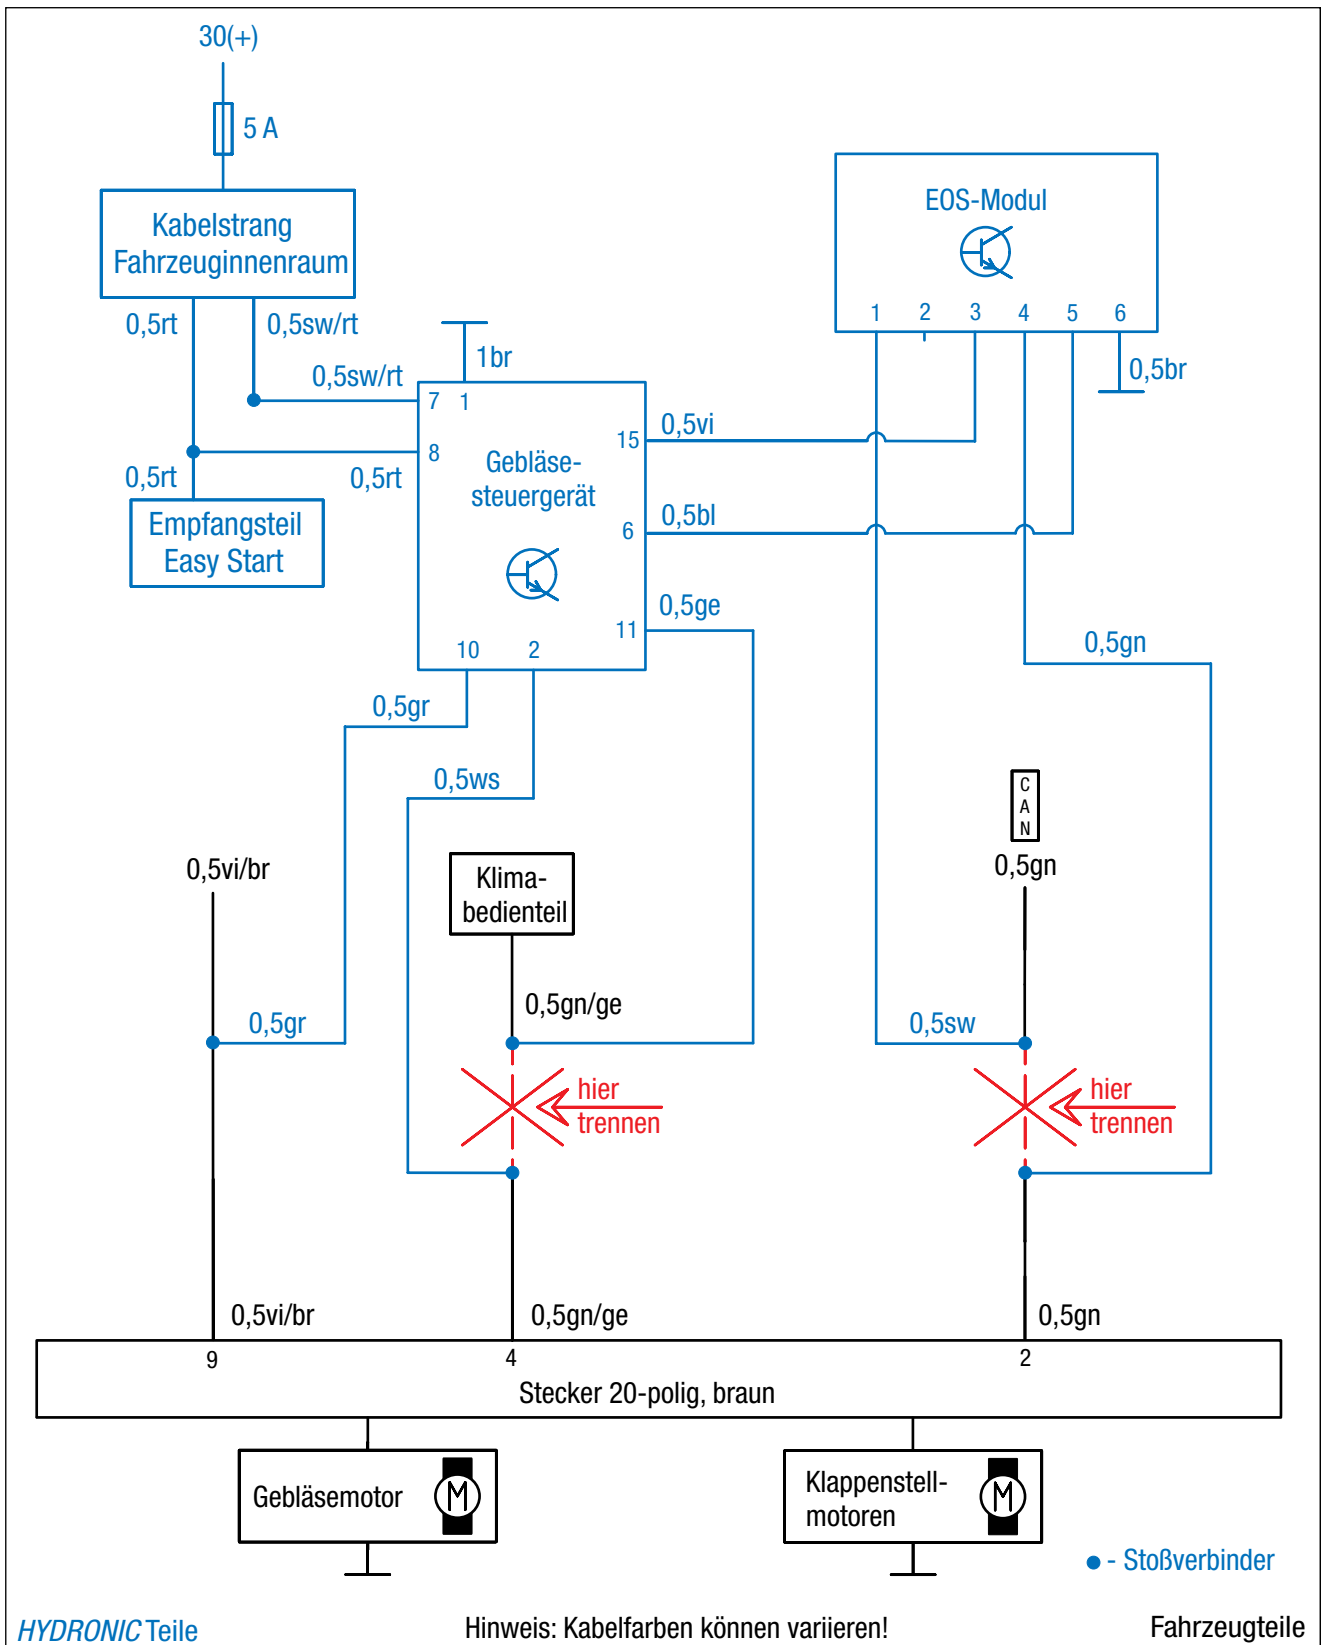 30(+)
5 A
Kabelstrang
Fahrzeuginnenraum
EOS-Modul
1 2 3 4 5 6
0,5rt
0,5sw/rt
0,5br
1br
0,5sw/rt
7 1
8
15
0,5vi
0,5rt
0,5rt
Gebläse-
steuergerät
Empfangsteil
Easy Start
6
0,5bl
11
0,5ge
10 2
0,5gn
0,5gr
0,5ws
C
A
N
0,5vi/br
Klima-
bedienteil
0,5gn
0,5gn/ge
0,5gr
0,5sw
hier
trennen
hier
trennen
0,5vi/br
0,5gn/ge
0,5gn
9 4 2
Stecker 20-polig, braun
Gebläsemotor
M
Klappenstell-
motoren
M
- Stoßverbinder
HYDRONIC Teile
Hinweis: Kabelfarben können variieren!
Fahrzeugteile